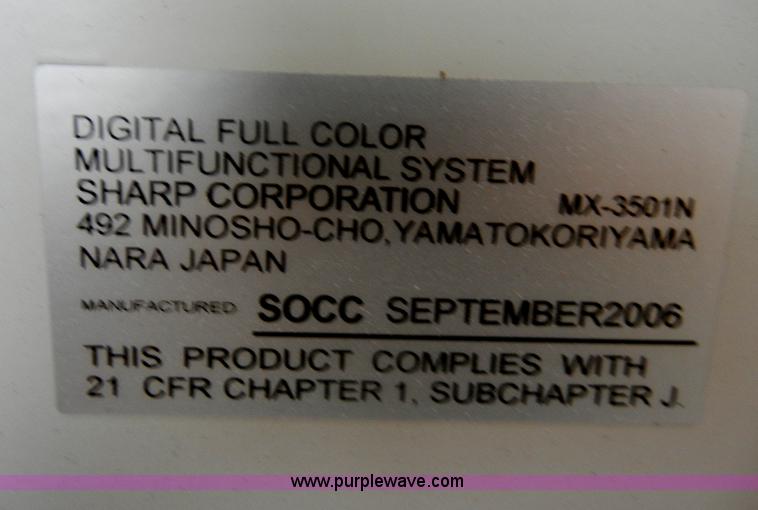 DIGITAL FULL COLOR
MULTIFUNCTIONAL SYSTEM
SHARP CORPORATION MX-3501N
492 MINOSHO-CHO, YAMATOKORIYAMA
NARA JAPAN
MANUFACTURED SOCC SEPTEMBER2006
THIS PRODUCT COMPLIES WITH
21 CFR CHAPTER 1, SUBCHAPTER J.
www.purplewave.com